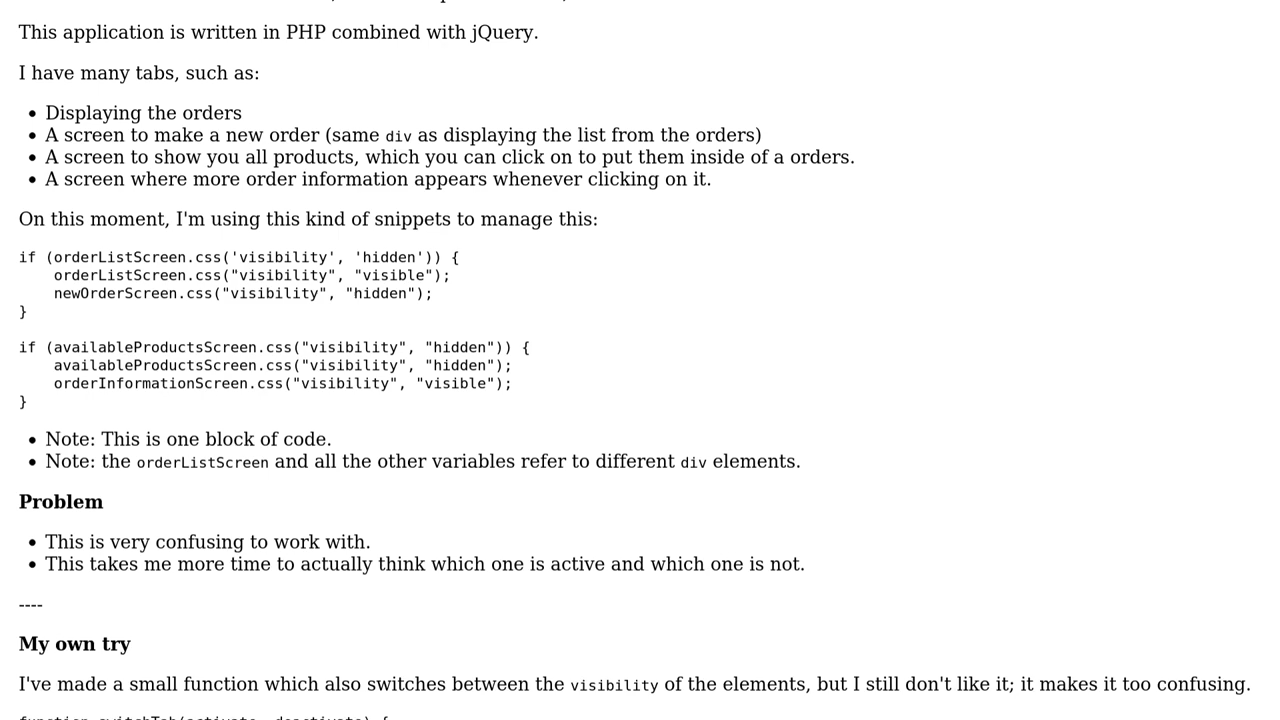 This application is written in PHP combined with jQuery.
I have many tabs, such as:
• Displaying the orders
• A screen to make a new order (same div as displaying the list from the orders)
• A screen to show you all products, which you can click on to put them inside of a orders.
• A screen where more order information appears whenever clicking on it.
On this moment, I'm using this kind of snippets to manage this:
if (orderListScreen.css('visibility', 'hidden')) {
    orderListScreen.css("visibility", "visible");
    newOrderScreen.css("visibility", "hidden");
}
if (availableProductsScreen.css("visibility", "hidden")) {
    availableProductsScreen.css("visibility", "hidden");
    orderInformationScreen.css("visibility", "visible");
}
• Note: This is one block of code.
• Note: the orderListScreen and all the other variables refer to different div elements.
Problem
• This is very confusing to work with.
• This takes me more time to actually think which one is active and which one is not.
----
My own try
I've made a small function which also switches between the visibility of the elements, but I still don't like it; it makes it too confusing.